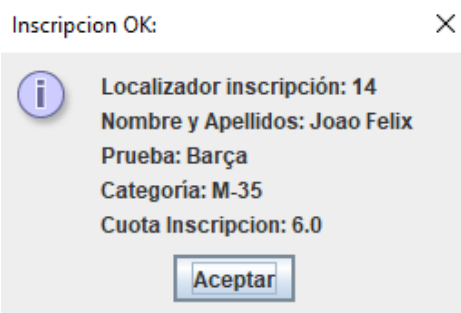 Inscripcion OK:
Localizador inscripción: 14
Nombre y Apellidos: Joao Felix
Prueba: Barça
Categoría: M-35
Cuota Inscripcion: 6.0
Aceptar